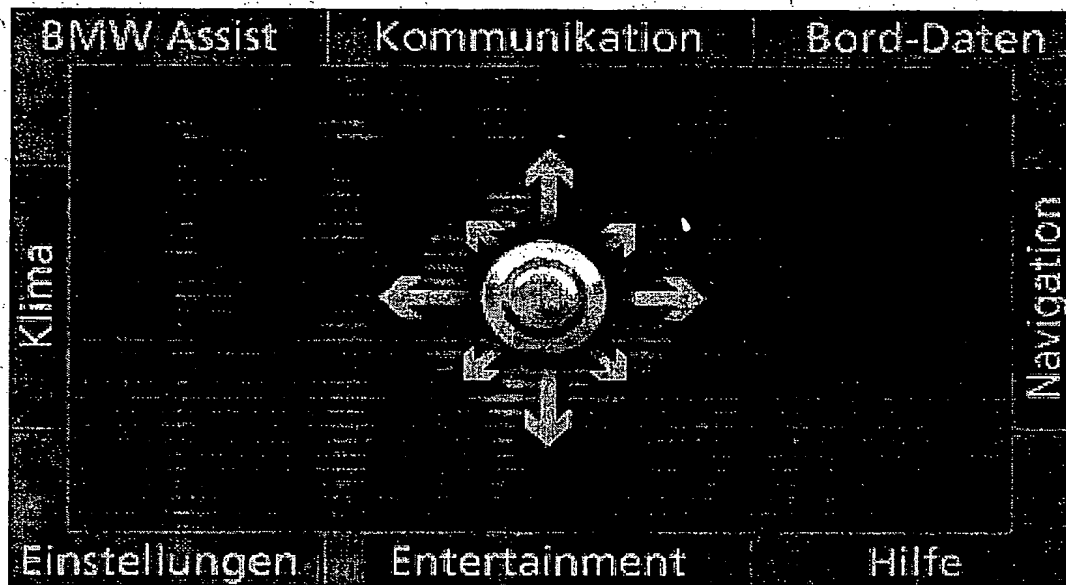 BMW Assist Kommunikation Bord-Daten
Klima
Navigation
Einstellungen Entertainment Hilfe